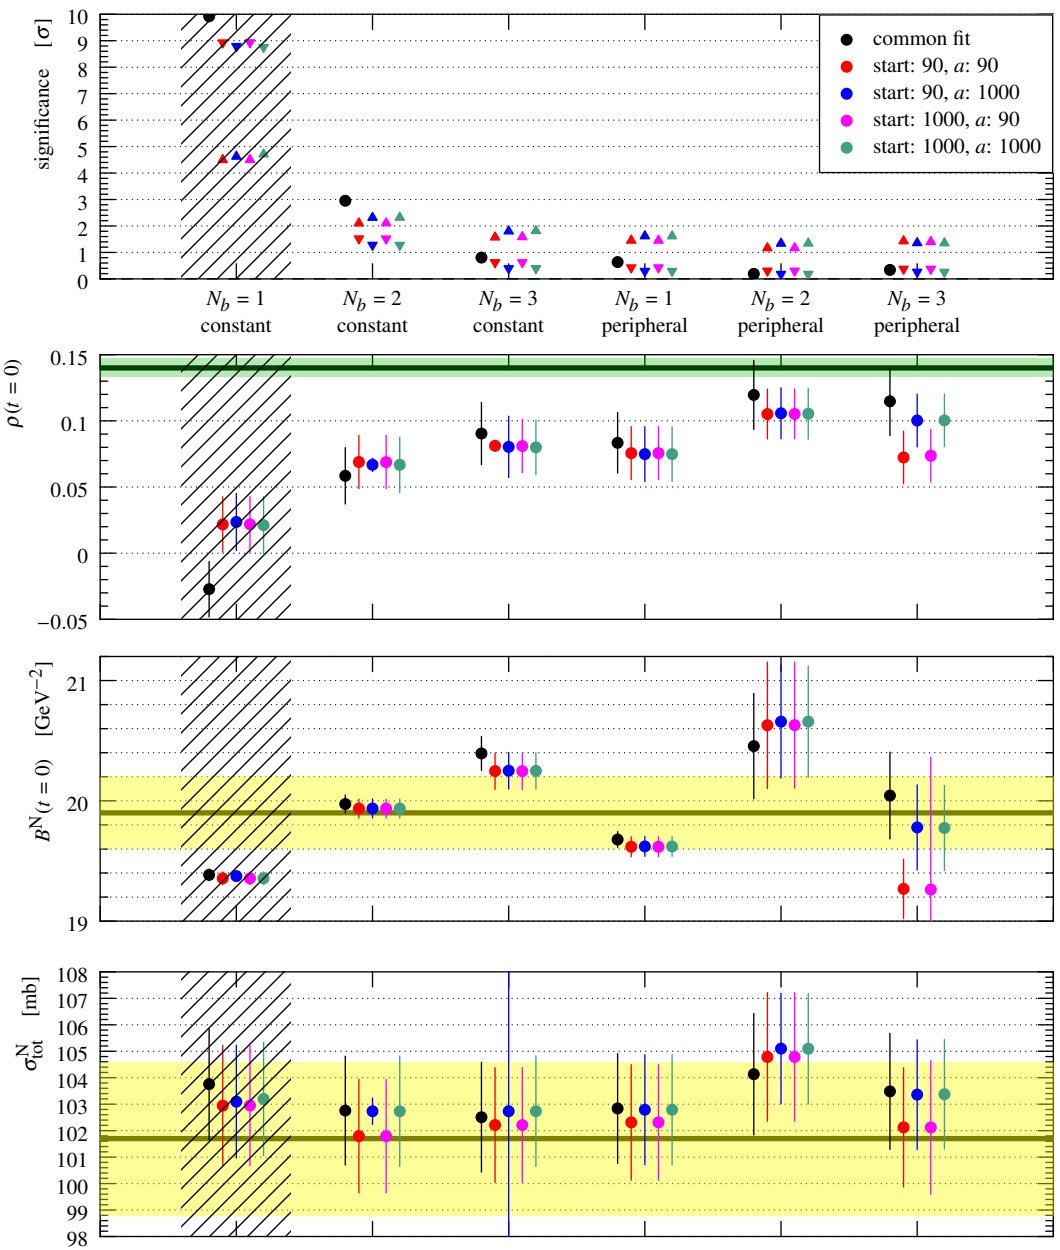 significance [σ]
10
9
8
7
6
5
4
3
2
1
0
common fit
start: 90, a: 90
start: 90, a: 1000
start: 1000, a: 90
start: 1000, a: 1000
N_b = 1 N_b = 2 N_b = 3 N_b = 1 N_b = 2 N_b = 3
constant constant constant peripheral peripheral peripheral
ρ(t = 0)
0.15
0.1
0.05
0
−0.05
B^N(t = 0) [GeV^−2]
21
20
19
σ^N_tot [mb]
108
107
106
105
104
103
102
101
100
99
98